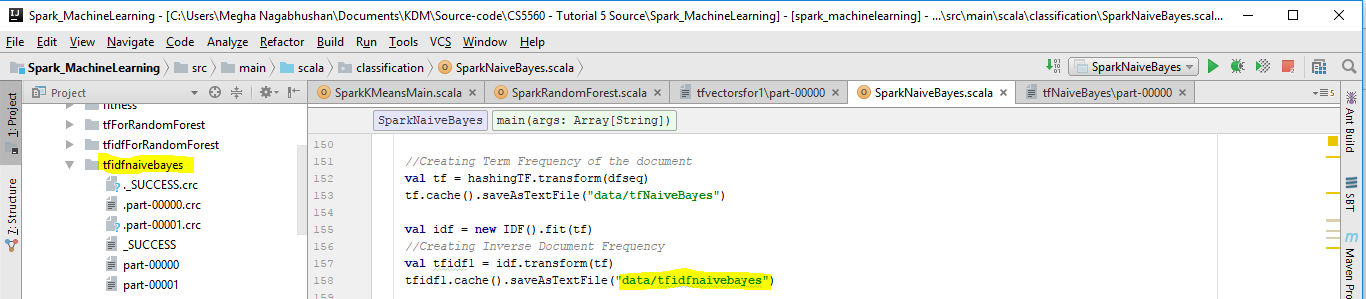 Spark_MachineLearning - [C:\Users\Megha Nagabhushan\Documents\KDM\Source-code\CS5560 - Tutorial 5 Source\Spark_MachineLearning] - [spark_machinelearning] - ...\src\main\scala\classification\SparkNaiveBayes.scal...
File Edit View Navigate Code Analyze Refactor Build Run Tools VCS Window Help
Spark_MachineLearning src main scala classification SparkNaiveBayes.scala SparkNaiveBayes
Project SparkKMeansMain.scala SparkRandomForest.scala tfvectorsfor1\part-00000 SparkNaiveBayes.scala tfNaiveBayes\part-00000 5
1: Project
7: Structure
fitness
tfForRandomForest
tfidfForRandomForest
tfidfnaivebayes
._SUCCESS.crc
.part-00000.crc
.part-00001.crc
_SUCCESS
part-00000
part-00001
SparkNaiveBayes main(args: Array[String])
150
151 //Creating Term Frequency of the document
152 val tf = hashingTF.transform(dfseq)
153 tf.cache().saveAsTextFile("data/tfNaiveBayes")
154
155 val idf = new IDF().fit(tf)
156 //Creating Inverse Document Frequency
157 val tfidf1 = idf.transform(tf)
158 tfidf1.cache().saveAsTextFile("data/tfidfnaivebayes")
159
Ant Build
SBT
Maven Pro